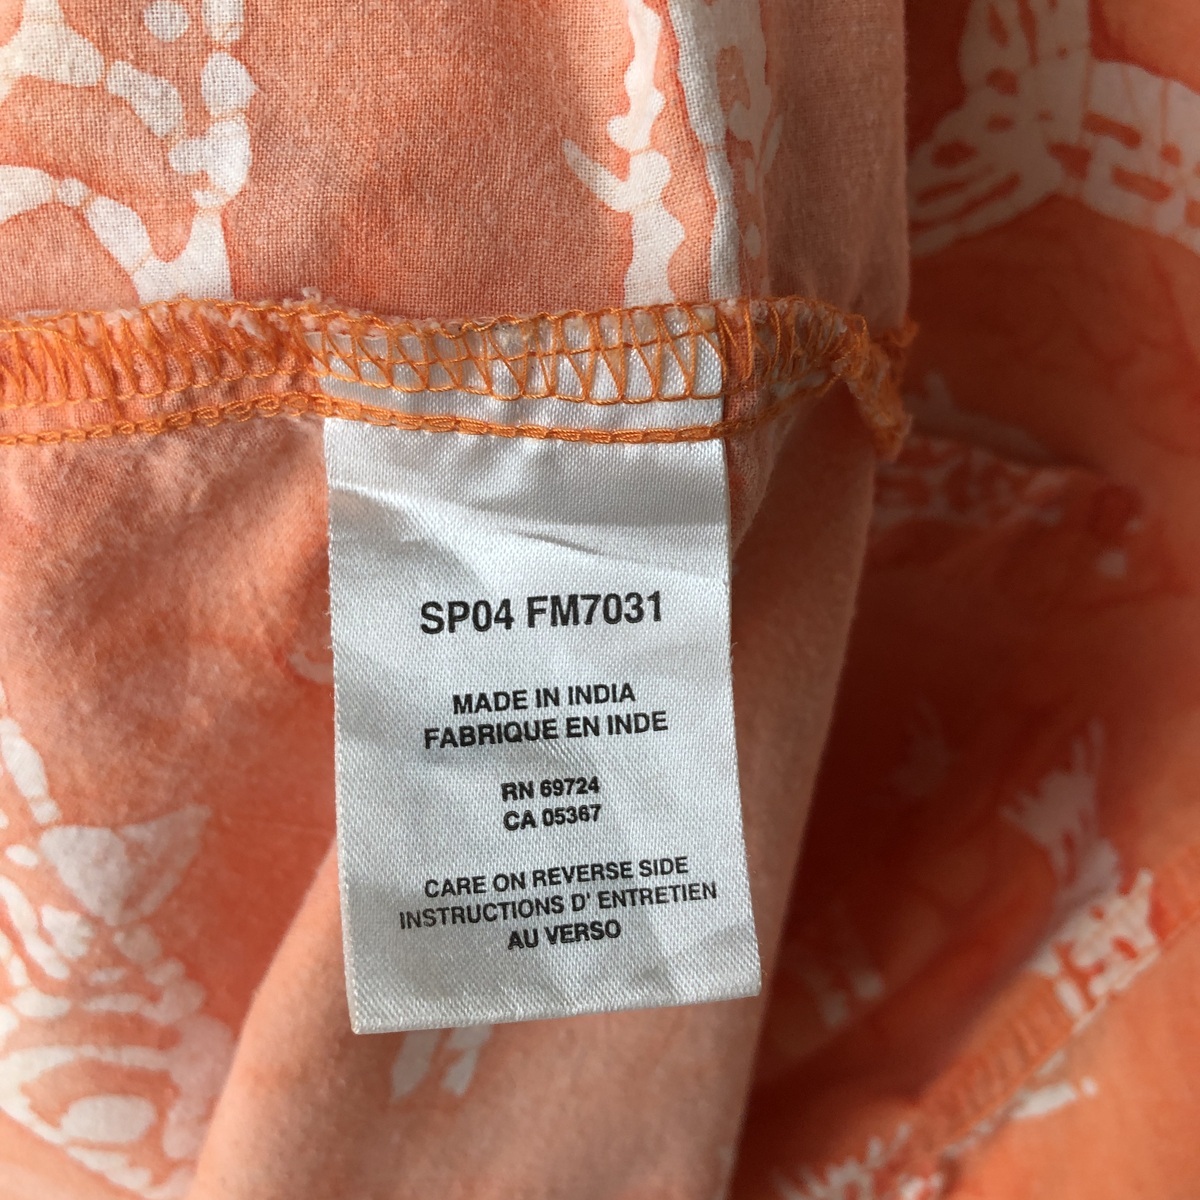 SP04 FM7031
MADE IN INDIA
FABRIQUE EN INDE
RN 69724
CA 05367
CARE ON REVERSE SIDE
INSTRUCTIONS D' ENTRETIEN
AU VERSO